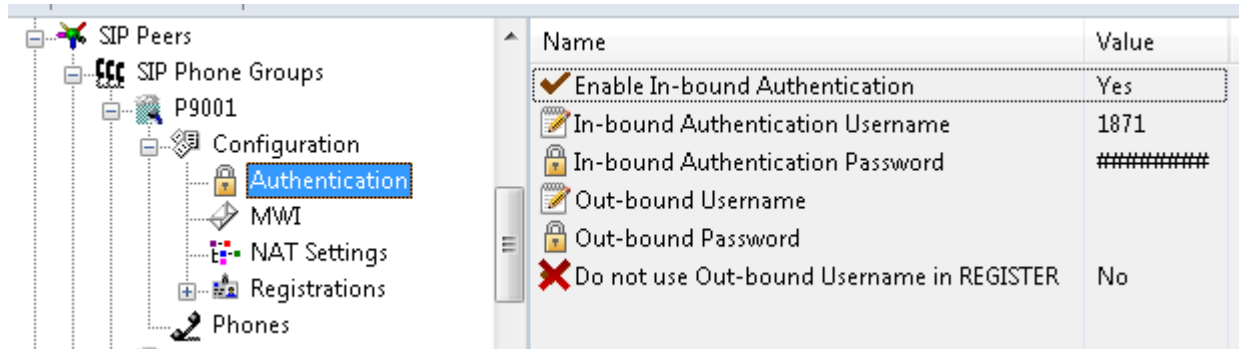 SIP Peers
SIP Phone Groups
P9001
Configuration
Authentication
MWI
NAT Settings
Registrations
Phones
Name Value
Enable In-bound Authentication Yes
In-bound Authentication Username 1871
In-bound Authentication Password ########
Out-bound Username
Out-bound Password
Do not use Out-bound Username in REGISTER No